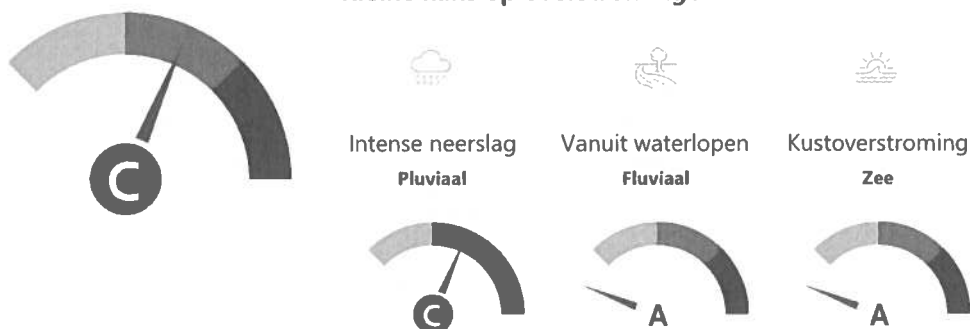 C
Intense neerslag
Pluviaal
C
Vanuit waterlopen
Fluviaal
A
Kustoverstroming
Zee
A